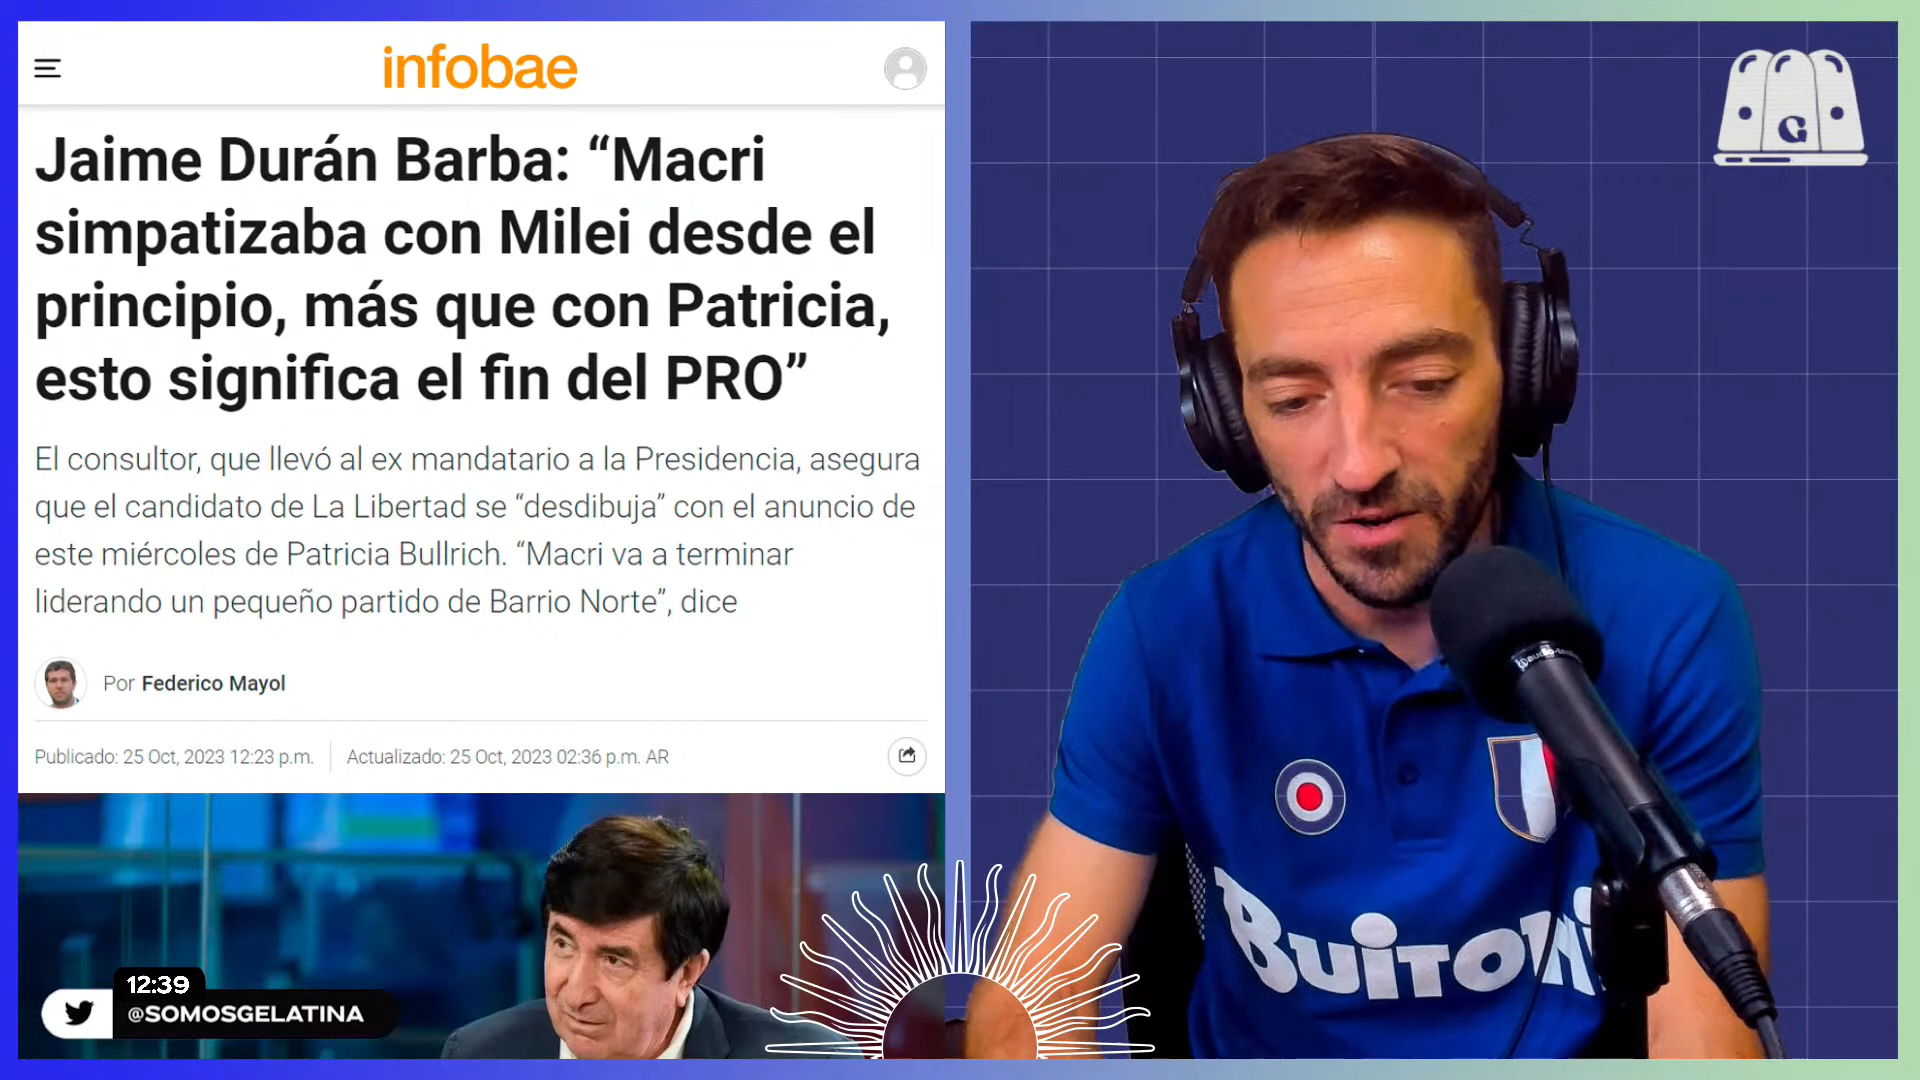 infobae
Jaime Durán Barba: “Macri
simpatizaba con Milei desde el
principio, más que con Patricia,
esto significa el fin del PRO”
El consultor, que llevó al ex mandatario a la Presidencia, asegura
que el candidato de La Libertad se “desdibuja” con el anuncio de
este miércoles de Patricia Bullrich. “Macri va a terminar
liderando un pequeño partido de Barrio Norte”, dice
Por Federico Mayol
Publicado: 25 Oct, 2023 12:23 p.m.
Actualizado: 25 Oct, 2023 02:36 p.m. AR
12:39
@SOMOSGELATINA
G
Buitoni